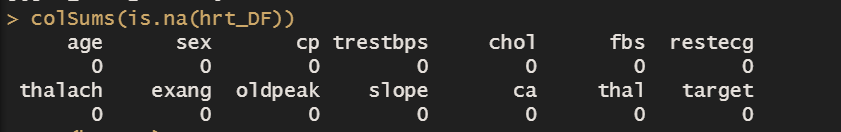 > colSums(is.na(hrt_DF))
age sex cp trestbps chol fbs restecg
0 0 0 0 0 0 0
thalach exang oldpeak slope ca thal target
0 0 0 0 0 0 0